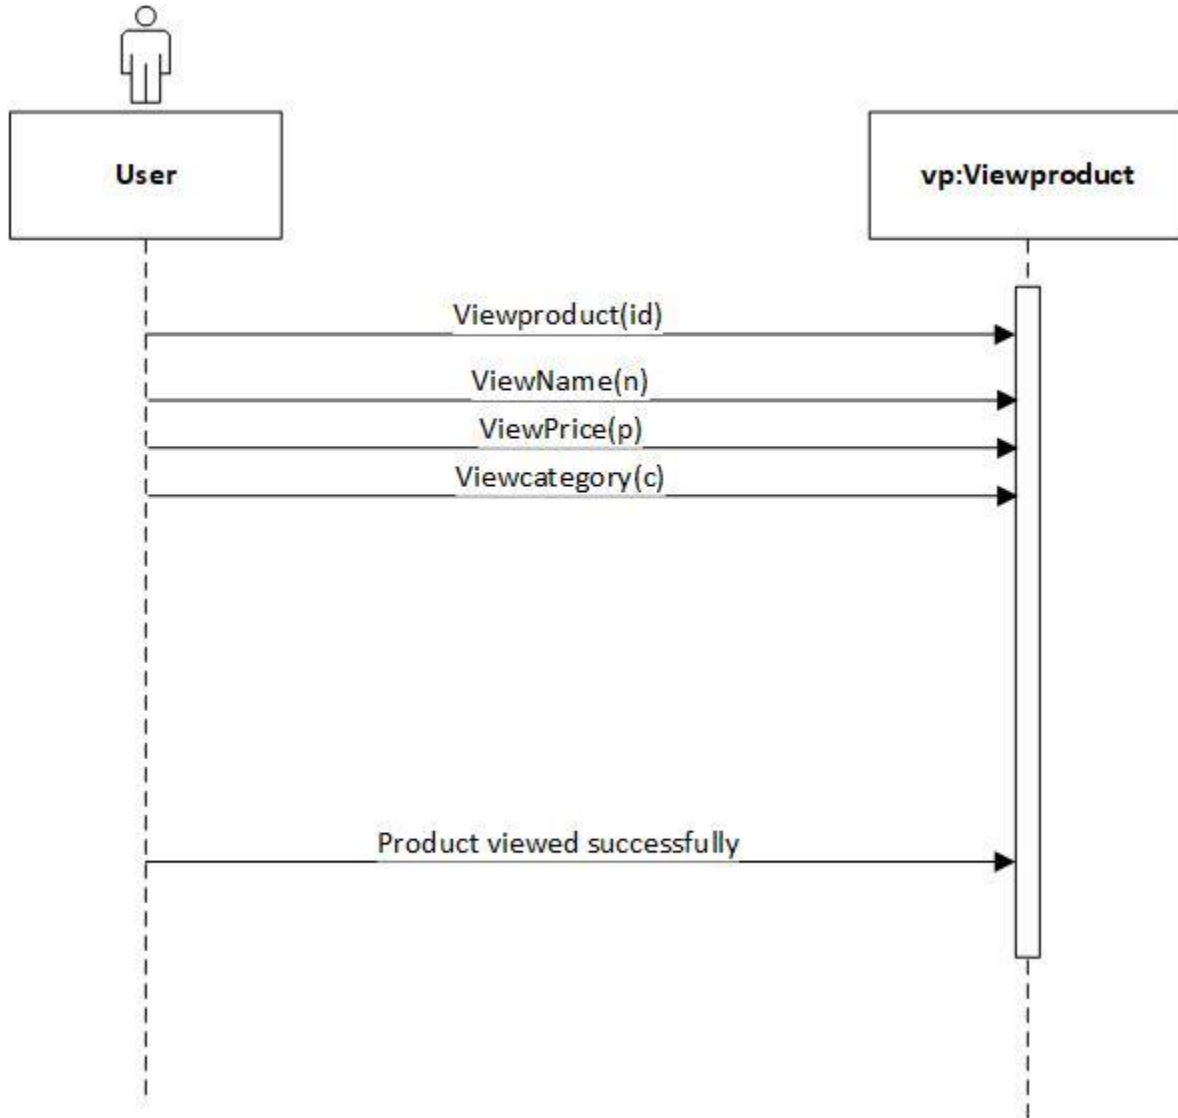 User
vp:Viewproduct
Viewproduct(id)
ViewName(n)
ViewPrice(p)
Viewcategory(c)
Product viewed successfully